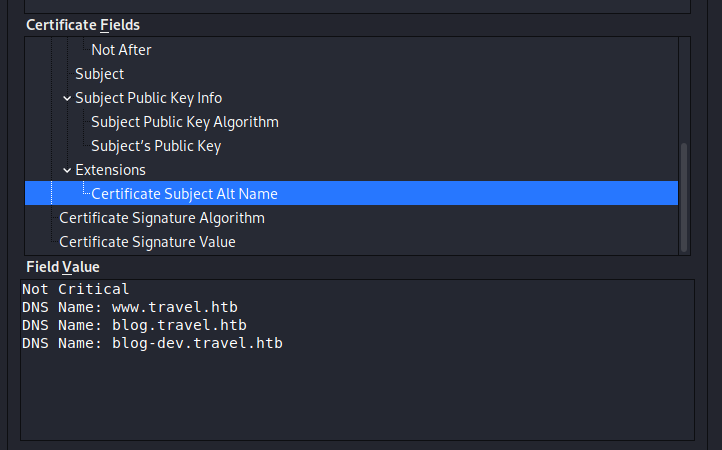 Certificate Fields
Not After
Subject
Subject Public Key Info
Subject Public Key Algorithm
Subject's Public Key
Extensions
Certificate Subject Alt Name
Certificate Signature Algorithm
Certificate Signature Value
Field Value
Not Critical
DNS Name: www.travel.htb
DNS Name: blog.travel.htb
DNS Name: blog-dev.travel.htb